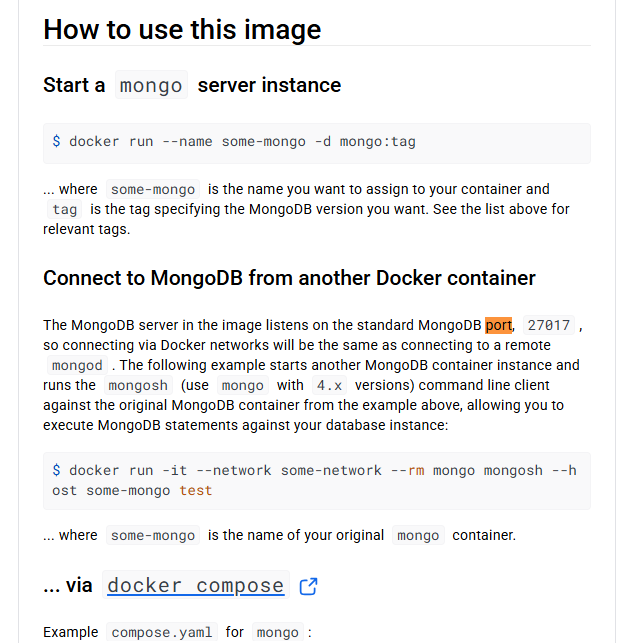 How to use this image
Start a mongo server instance
$ docker run --name some-mongo -d mongo:tag
... where some-mongo is the name you want to assign to your container and
tag is the tag specifying the MongoDB version you want. See the list above for
relevant tags.
Connect to MongoDB from another Docker container
The MongoDB server in the image listens on the standard MongoDB port, 27017 ,
so connecting via Docker networks will be the same as connecting to a remote
mongod . The following example starts another MongoDB container instance and
runs the mongosh (use mongo with 4.x versions) command line client
against the original MongoDB container from the example above, allowing you to
execute MongoDB statements against your database instance:
$ docker run -it --network some-network --rm mongo mongosh --h
ost some-mongo test
... where some-mongo is the name of your original mongo container.
... via docker compose
Example compose.yaml for mongo :